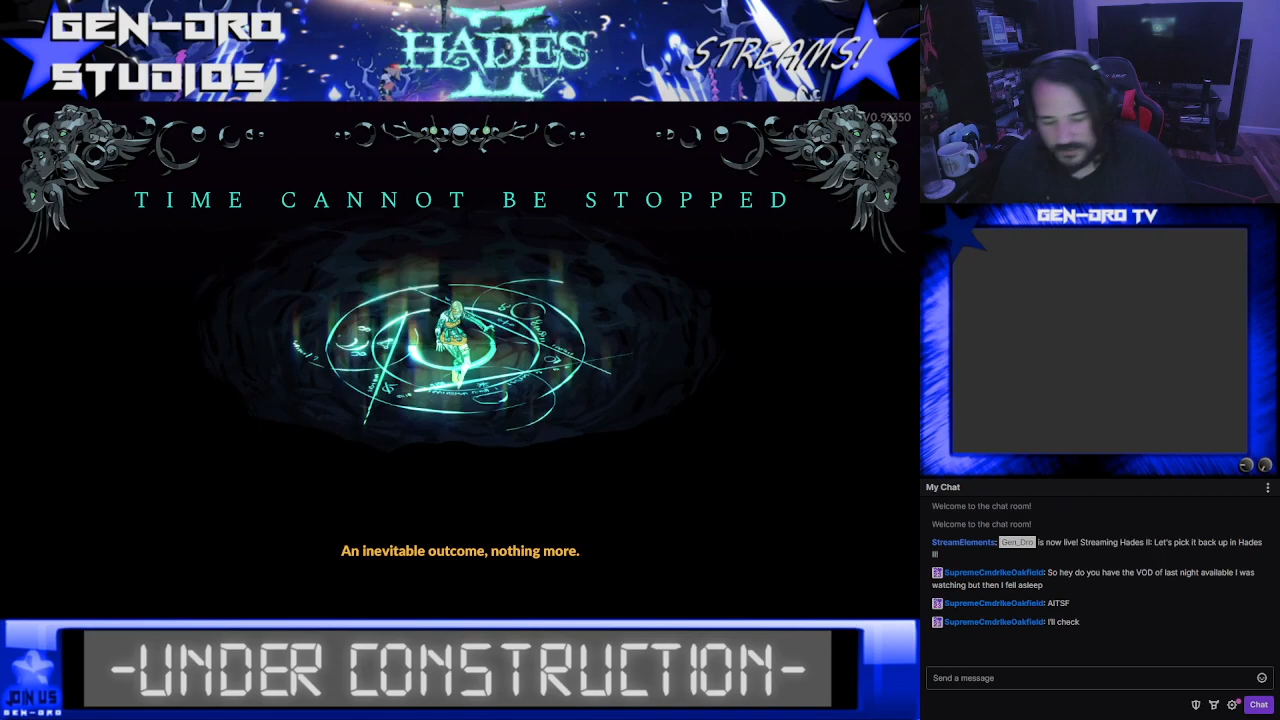 GEN-DRO
STUDIOS
HADES
II
?
STREAMS!
V0.92350
TIME CANNOT BE STOPPED
An inevitable outcome, nothing more.
-UNDER CONSTRUCTION-
JOIN US
GEN-DRO
GEN-DRO TV
My Chat
Welcome to the chat room!
Welcome to the chat room!
StreamElements: Gen_Dro is now live! Streaming Hades II: Let's pick it back up in Hades
II!
SupremeCmdrIkeOakfield: So hey do you have the VOD of last night available I was
watching but then I fell asleep
SupremeCmdrIkeOakfield: AITSF
SupremeCmdrIkeOakfield: I'll check
Send a message
Chat